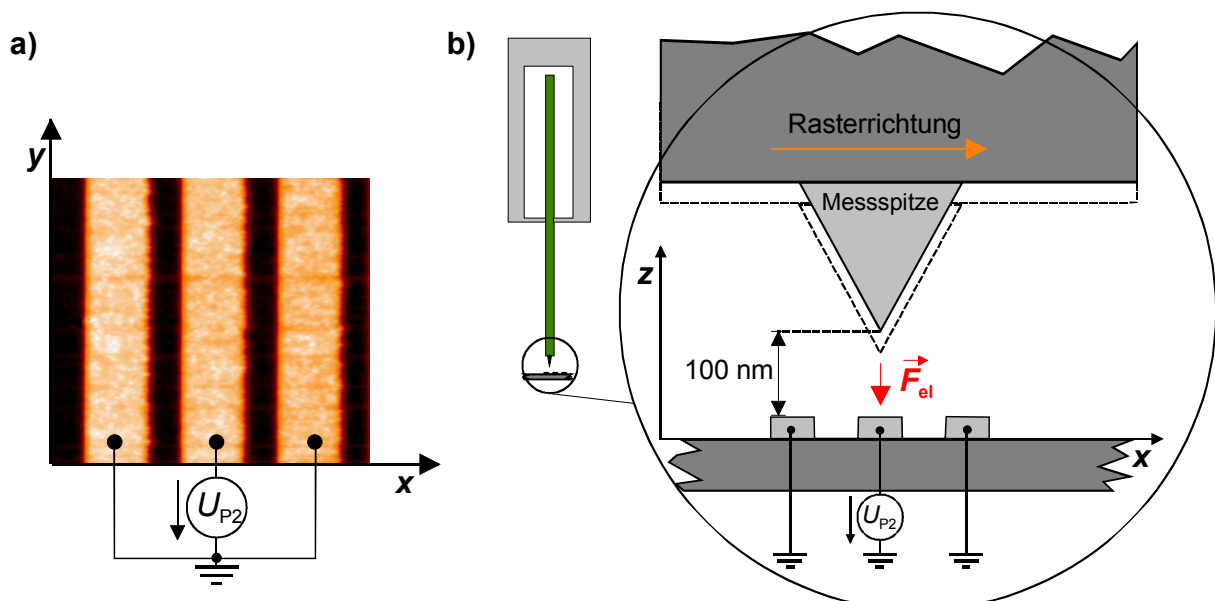 a)
y
x
U_P2
b)
Rasterrichtung
Messspitze
z
100 nm
F_el
x
U_P2